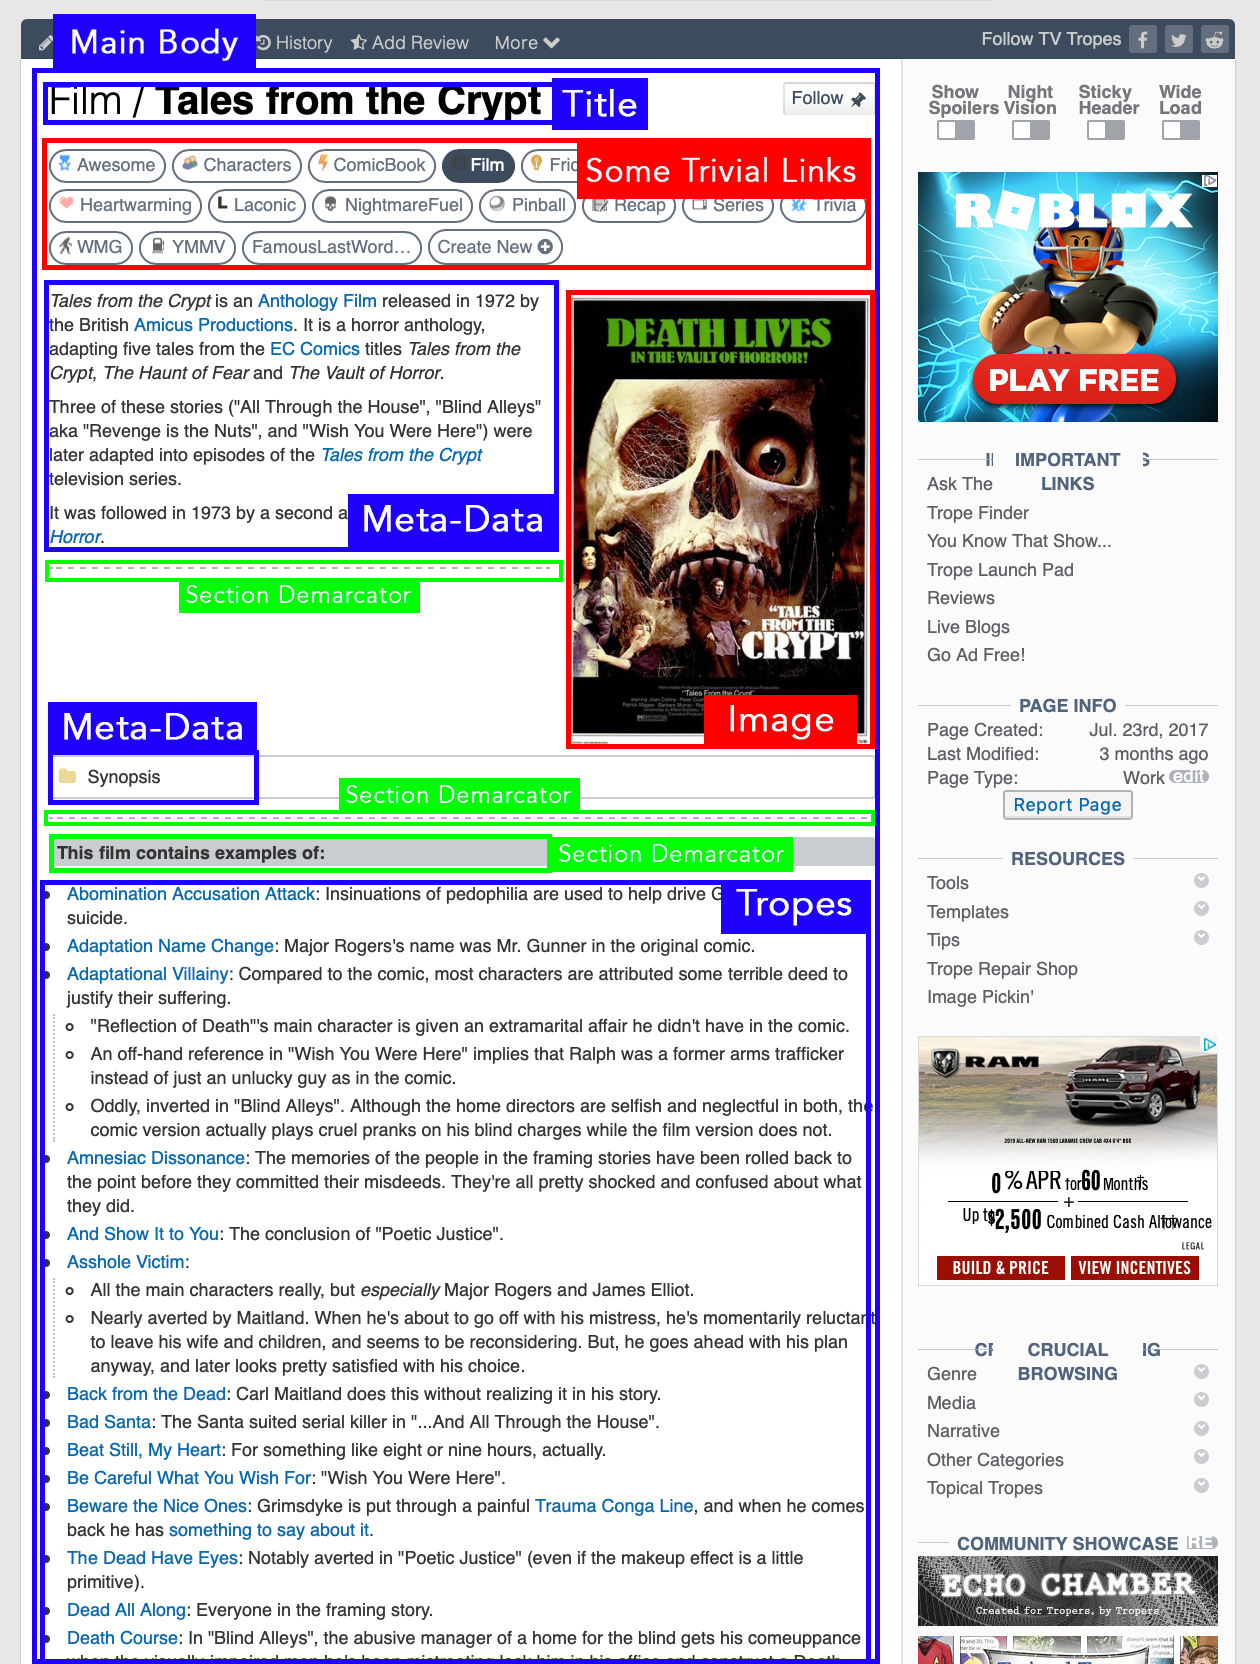 Main Body
History
Add Review
More
Follow TV Tropes
Film / Tales from the Crypt
Title
Follow
Awesome
Characters
ComicBook
Film
Some Trivial Links
Heartwarming
Laconic
NightmareFuel
Pinball
Recap
Series
Trivia
WMG
YMMV
FamousLastWord...
Create New
Tales from the Crypt is an Anthology Film released in 1972 by
the British Amicus Productions. It is a horror anthology,
adapting five tales from the EC Comics titles Tales from the
Crypt, The Haunt of Fear and The Vault of Horror.
Three of these stories ("All Through the House", "Blind Alleys"
aka "Revenge is the Nuts", and "Wish You Were Here") were
later adapted into episodes of the Tales from the Crypt
television series.
It was followed in 1973 by a second a
Horror.
Meta-Data
Section Demarcator
DEATH LIVES
IN THE VAULT OF HORROR!
"TALES
FROM THE
CRYPT"
"Tales From the Crypt"
Image
Meta-Data
Synopsis
Section Demarcator
This film contains examples of:
Section Demarcator
Tropes
Abomination Accusation Attack: Insinuations of pedophilia are used to help drive G
suicide.
Adaptation Name Change: Major Rogers's name was Mr. Gunner in the original comic.
Adaptational Villainy: Compared to the comic, most characters are attributed some terrible deed to
justify their suffering.
"Reflection of Death"'s main character is given an extramarital affair he didn't have in the comic.
An off-hand reference in "Wish You Were Here" implies that Ralph was a former arms trafficker
instead of just an unlucky guy as in the comic.
Oddly, inverted in "Blind Alleys". Although the home directors are selfish and neglectful in both, the
comic version actually plays cruel pranks on his blind charges while the film version does not.
Amnesiac Dissonance: The memories of the people in the framing stories have been rolled back to
the point before they committed their misdeeds. They're all pretty shocked and confused about what
they did.
And Show It to You: The conclusion of "Poetic Justice".
Asshole Victim:
All the main characters really, but especially Major Rogers and James Elliot.
Nearly averted by Maitland. When he's about to go off with his mistress, he's momentarily reluctant
to leave his wife and children, and seems to be reconsidering. But, he goes ahead with his plan
anyway, and later looks pretty satisfied with his choice.
Back from the Dead: Carl Maitland does this without realizing it in his story.
Bad Santa: The Santa suited serial killer in "...And All Through the House".
Beat Still, My Heart: For something like eight or nine hours, actually.
Be Careful What You Wish For: "Wish You Were Here".
Beware the Nice Ones: Grimsdyke is put through a painful Trauma Conga Line, and when he comes
back he has something to say about it.
The Dead Have Eyes: Notably averted in "Poetic Justice" (even if the makeup effect is a little
primitive).
Dead All Along: Everyone in the framing story.
Death Course: In "Blind Alleys", the abusive manager of a home for the blind gets his comeuppance
Show Spoilers
Night Vision
Sticky Header
Wide Load
ROBLOX
PLAY FREE
IMPORTANT
LINKS
Ask The
Trope Finder
You Know That Show...
Trope Launch Pad
Reviews
Live Blogs
Go Ad Free!
PAGE INFO
Page Created: Jul. 23rd, 2017
Last Modified: 3 months ago
Page Type: Work edit
Report Page
RESOURCES
Tools
Templates
Tips
Trope Repair Shop
Image Pickin'
RAM
2019 ALL-NEW RAM 1500 LARAMIE CREW CAB 4X4 6'4" BOX
0 % APR for 60 Months
+
Up to $2,500 Combined Cash Allowance
LEGAL
BUILD & PRICE
VIEW INCENTIVES
CRUCIAL
BROWSING
Genre
Media
Narrative
Other Categories
Topical Tropes
COMMUNITY SHOWCASE
ECHO CHAMBER
Created for Tropers, by Tropers